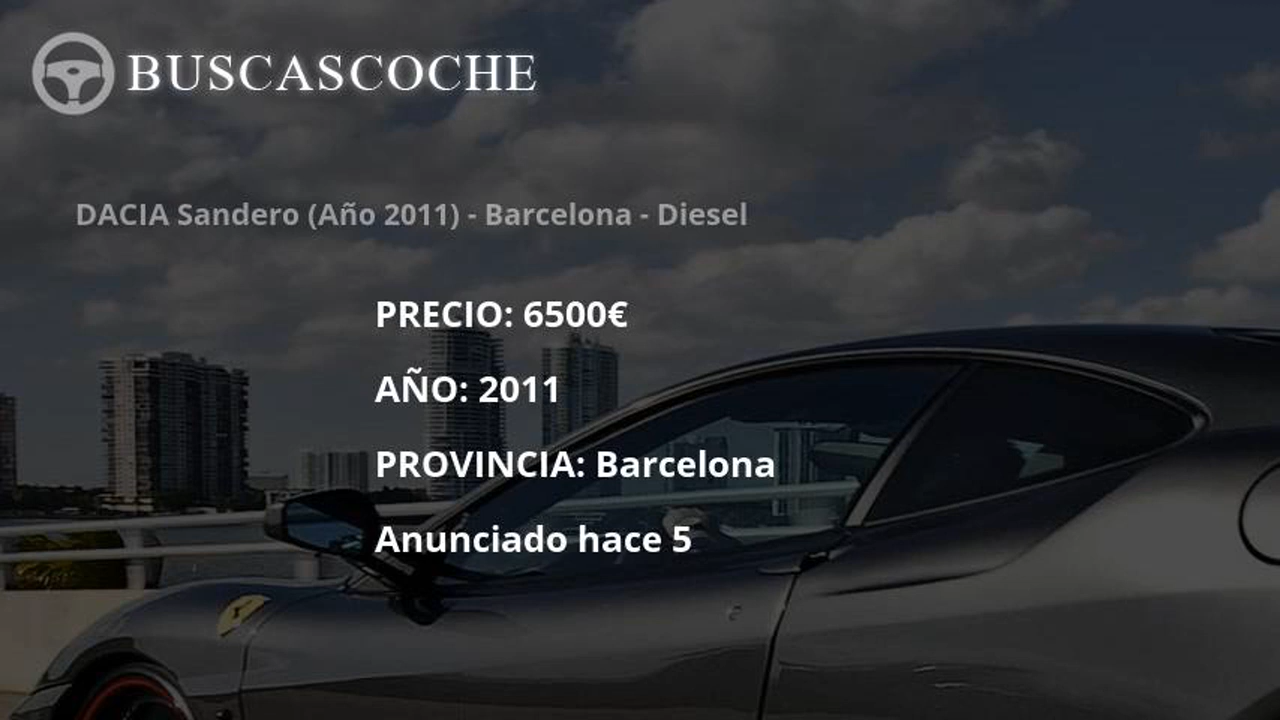 BUSCASCOCHE
DACIA Sandero (Año 2011) - Barcelona - Diesel
PRECIO: 6500€
AÑO: 2011
PROVINCIA: Barcelona
Anunciado hace 5